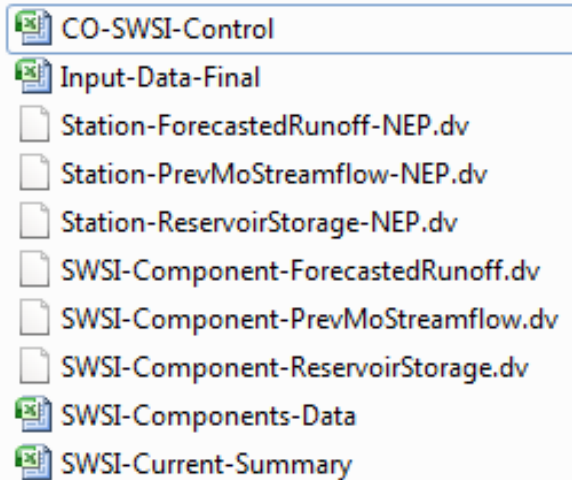 CO-SWSI-Control
Input-Data-Final
Station-ForecastedRunoff-NEP.dv
Station-PrevMoStreamflow-NEP.dv
Station-ReservoirStorage-NEP.dv
SWSI-Component-ForecastedRunoff.dv
SWSI-Component-PrevMoStreamflow.dv
SWSI-Component-ReservoirStorage.dv
SWSI-Components-Data
SWSI-Current-Summary